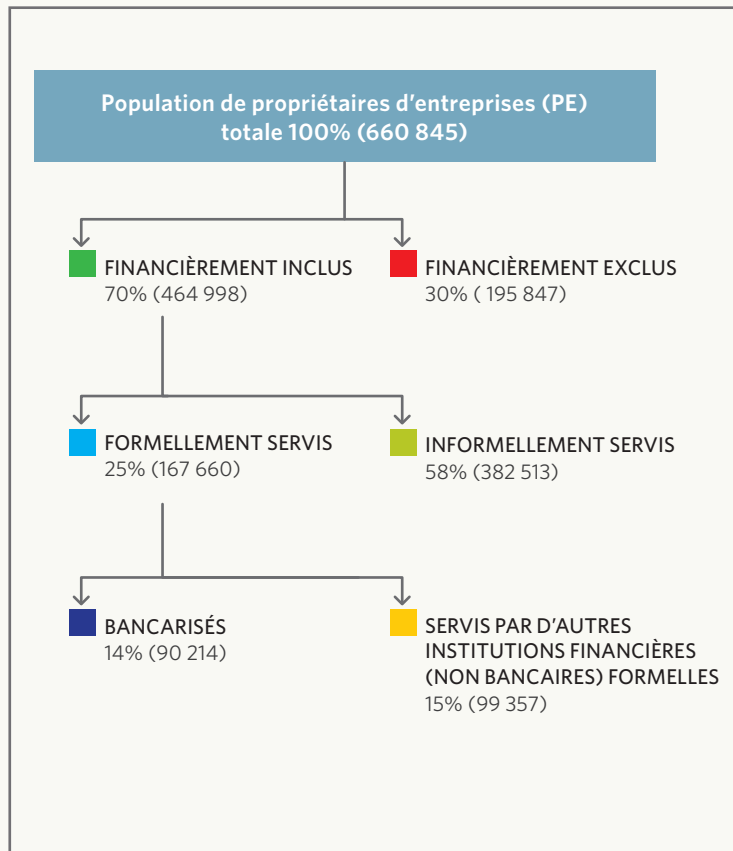 Population de propriétaires d'entreprises (PE)
totale 100% (660 845)
FINANCIÈREMENT INCLUS
70% (464 998)
FINANCIÈREMENT EXCLUS
30% ( 195 847)
FORMELLEMENT SERVIS
25% (167 660)
INFORMELLEMENT SERVIS
58% (382 513)
BANCARISÉS
14% (90 214)
SERVIS PAR D'AUTRES
INSTITUTIONS FINANCIÈRES
(NON BANCAIRES) FORMELLES
15% (99 357)